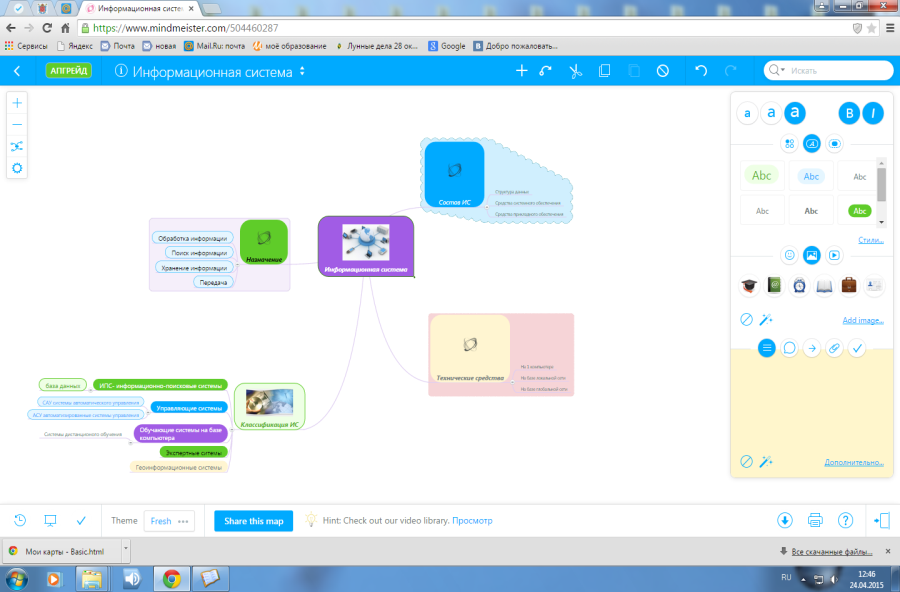 Информационная систем
https://www.mindmeister.com/504460287
Сервисы Яндекс Почта новая Mail.Ru: почта моё образование Лунные дела 28 ок... Google Добро пожаловать...
АПГРЕЙД Информационная система Искать
a a a B I
Состав ИС
Структура данных
Средства системного обеспечения
Средства прикладного обеспечения
Назначение
Обработка информации
Поиск информации
Хранение информации
Передача
Информационная система
Технические средства
На 1 компьютере
На базе локальной сети
На базе глобальной сети
Классификация ИС
база данных
ИПС- информационно-поисковые системы
САУ системы автоматического управления
АСУ автоматизированные системы управления
Управляющие системы
Системы дистанционого обучения
Обучающие системы на базе
компьютера
Экспертные ситемы
Геоинформационные системы
Abc Abc Abc
Abc Abc Abc
Стили...
Add image...
Дополнительно...
Theme Fresh Share this map Hint: Check out our video library. Просмотр
Мои карты - Basic.html Все скачанные файлы...
RU 12:46
24.04.2015